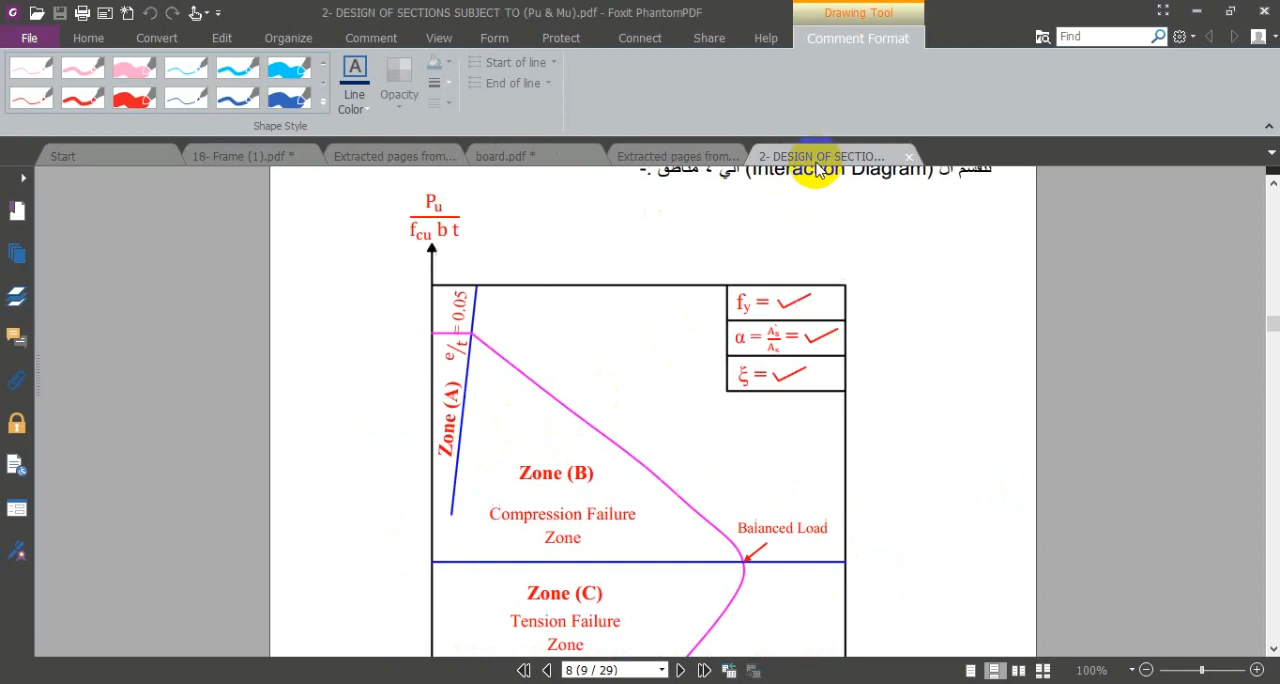 2- DESIGN OF SECTIONS SUBJECT TO (Pu & Mu).pdf - Foxit PhantomPDF
Drawing Tool
File Home Convert Edit Organize Comment View Form Protect Connect Share Help Comment Format
Find
Line Color
Opacity
Start of line
End of line
Shape Style
Start
18- Frame (1).pdf *
Extracted pages from...
board.pdf *
Extracted pages from...
2- DESIGN OF SECTIO...
(Interaction Diagram)
Pu
fcu b t
e/t = 0.05
fy = ✓
α = As'/As = ✓
ξ = ✓
Zone (A)
Zone (B)
Compression Failure
Zone
Balanced Load
Zone (C)
Tension Failure
Zone
8 (9 / 29)
100%